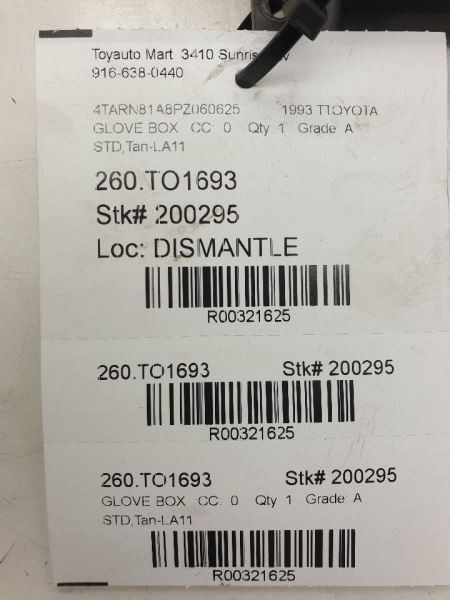 Toyauto Mart 3410
916-638-0440
4TARN81A8PZ060625 1993 TTOYOTA
GLOVE BOX CC: 0 Qty 1 Grade A
STD,Tan-LA11
260.TO1693
Stk# 200295
Loc: DISMANTLE
R00321625
260.TO1693 Stk# 200295
R00321625
260.TO1693 Stk# 200295
GLOVE BOX CC: 0 Qty 1 Grade A
STD,Tan-LA11
R00321625